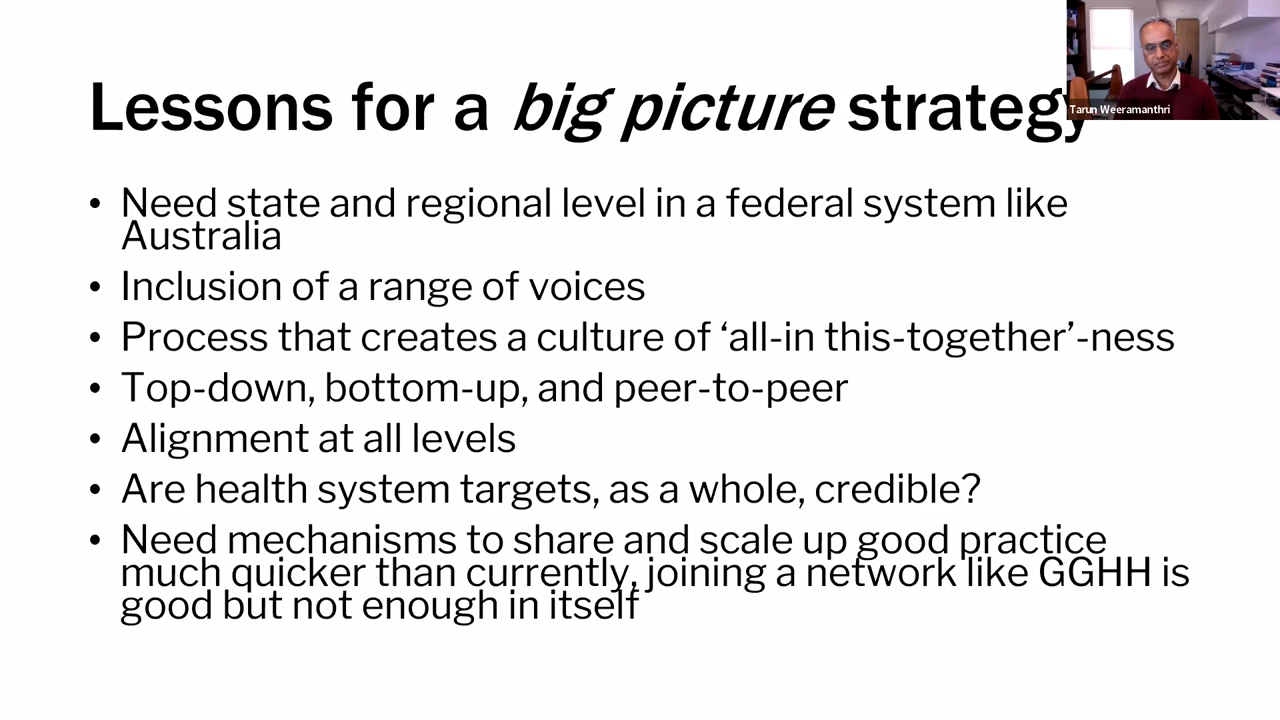 Lessons for a big picture strategy
Tarun Weeramanthri
• Need state and regional level in a federal system like
Australia
• Inclusion of a range of voices
• Process that creates a culture of ‘all-in this-together’-ness
• Top-down, bottom-up, and peer-to-peer
• Alignment at all levels
• Are health system targets, as a whole, credible?
• Need mechanisms to share and scale up good practice
much quicker than currently, joining a network like GGHH is
good but not enough in itself